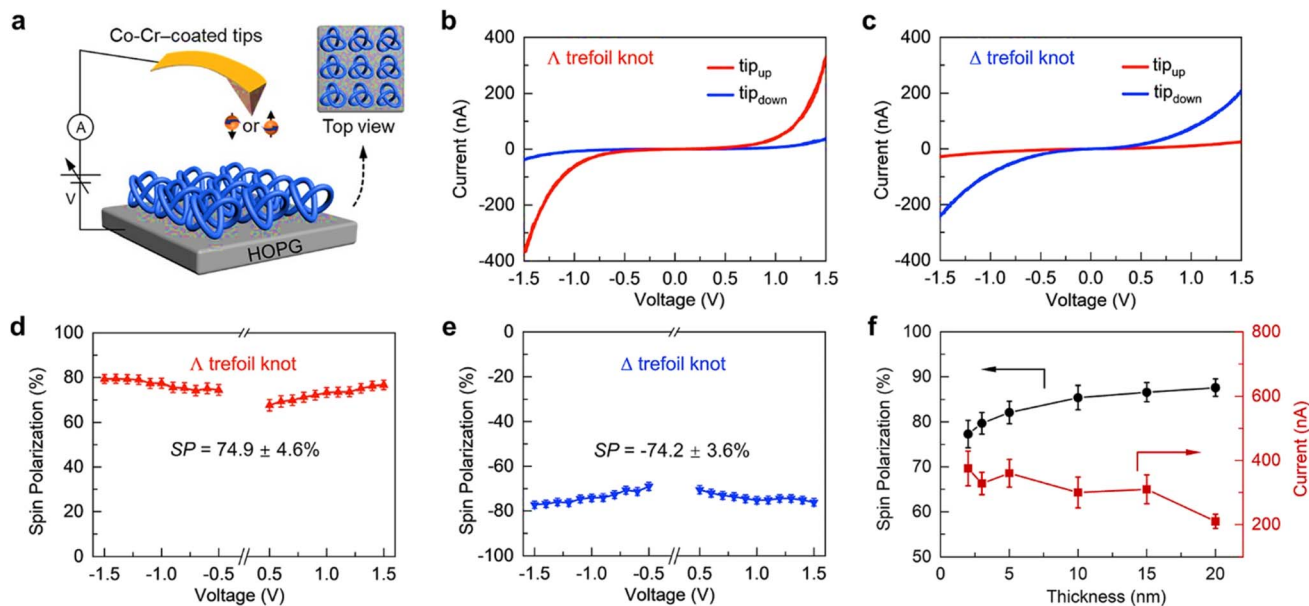 a
Co-Cr–coated tips
or
Top view
A
V
HOPG
b
400
200
0
-200
-400
Current (nA)
Λ trefoil knot
tip_up
tip_down
-1.5 -1.0 -0.5 0.0 0.5 1.0 1.5
Voltage (V)
c
400
200
0
-200
-400
Current (nA)
Δ trefoil knot
tip_up
tip_down
-1.5 -1.0 -0.5 0.0 0.5 1.0 1.5
Voltage (V)
d
100
80
60
40
20
0
Spin Polarization (%)
Λ trefoil knot
SP = 74.9 ± 4.6%
-1.5 -1.0 -0.5 0.5 1.0 1.5
Voltage (V)
e
0
-20
-40
-60
-80
-100
Spin Polarization (%)
Δ trefoil knot
SP = -74.2 ± 3.6%
-1.5 -1.0 -0.5 0.5 1.0 1.5
Voltage (V)
f
100
90
80
70
60
50
Spin Polarization (%)
800
600
400
200
Current (nA)
0 5 10 15 20
Thickness (nm)